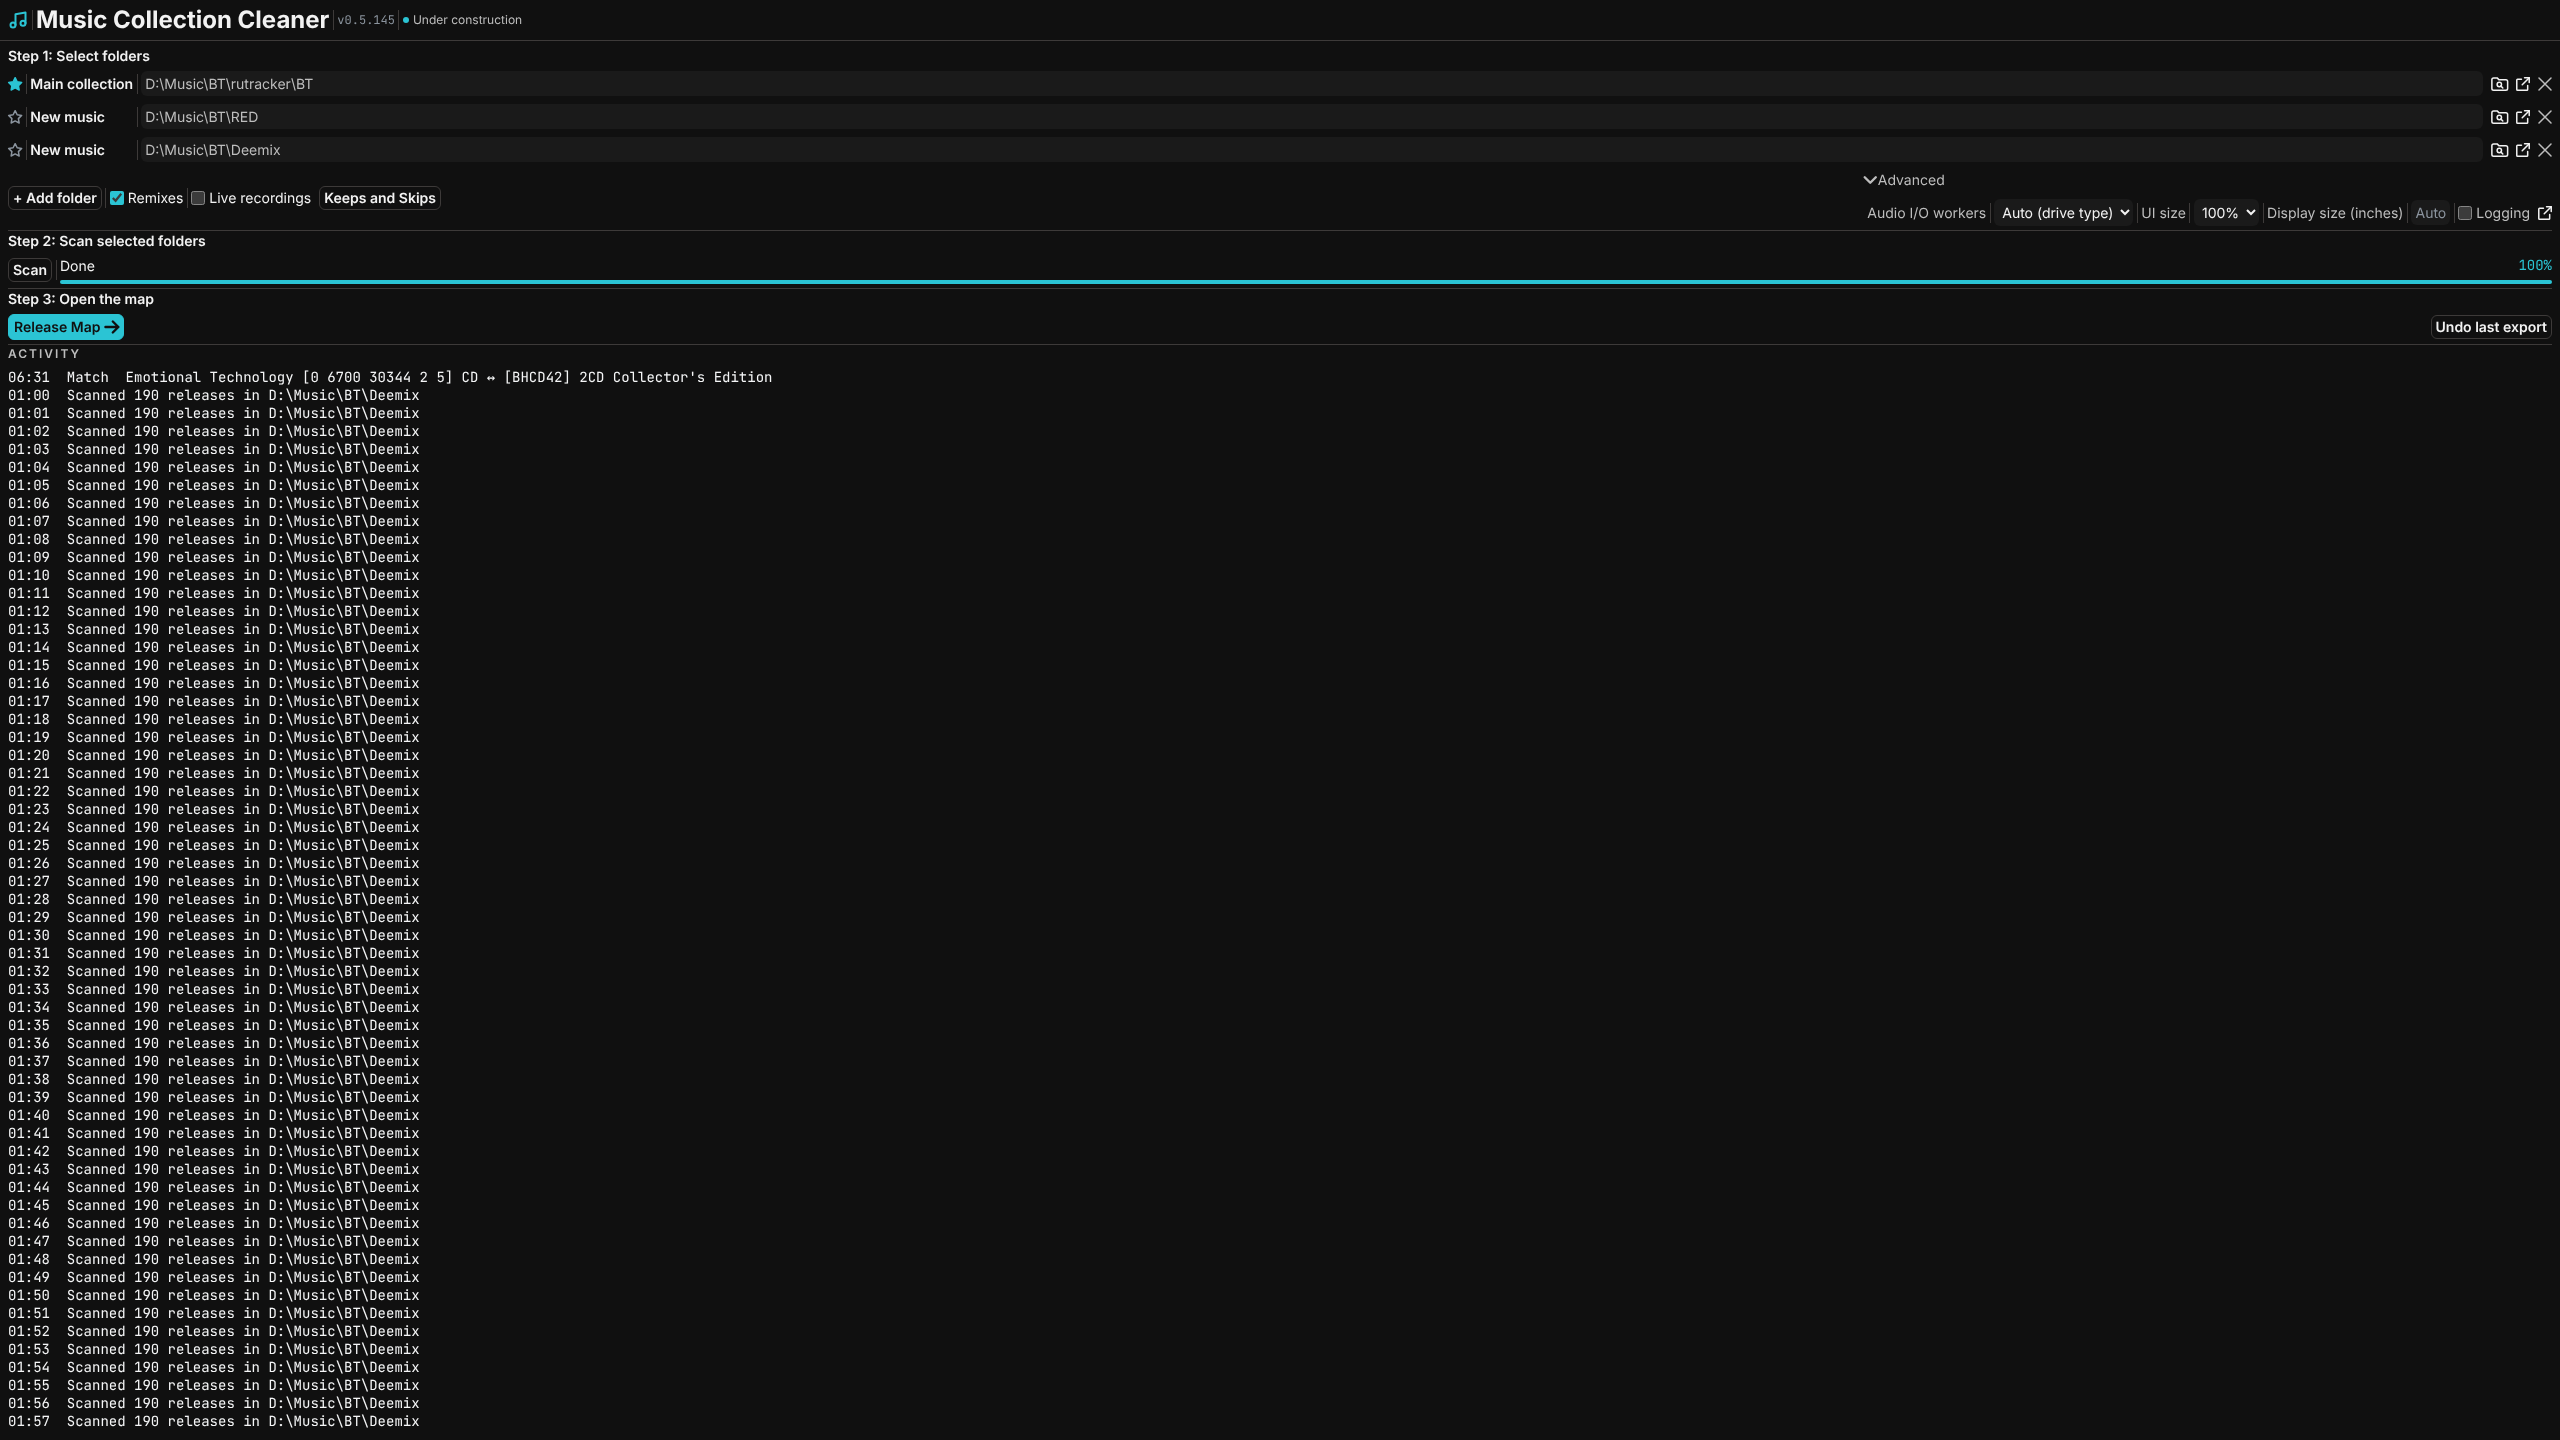 Music Collection Cleaner v0.5.145 Under construction
Step 1: Select folders
Main collection D:\Music\BT\rutracker\BT
New music D:\Music\BT\RED
New music D:\Music\BT\Deemix
Advanced
+ Add folder Remixes Live recordings Keeps and Skips
Audio I/O workers Auto (drive type) UI size 100% Display size (inches) Auto Logging
Step 2: Scan selected folders
Scan Done 100%
Step 3: Open the map
Release Map Undo last export
ACTIVITY
06:31 Match Emotional Technology [0 6700 30344 2 5] CD ↔ [BHCD42] 2CD Collector's Edition
01:00 Scanned 190 releases in D:\Music\BT\Deemix
01:01 Scanned 190 releases in D:\Music\BT\Deemix
01:02 Scanned 190 releases in D:\Music\BT\Deemix
01:03 Scanned 190 releases in D:\Music\BT\Deemix
01:04 Scanned 190 releases in D:\Music\BT\Deemix
01:05 Scanned 190 releases in D:\Music\BT\Deemix
01:06 Scanned 190 releases in D:\Music\BT\Deemix
01:07 Scanned 190 releases in D:\Music\BT\Deemix
01:08 Scanned 190 releases in D:\Music\BT\Deemix
01:09 Scanned 190 releases in D:\Music\BT\Deemix
01:10 Scanned 190 releases in D:\Music\BT\Deemix
01:11 Scanned 190 releases in D:\Music\BT\Deemix
01:12 Scanned 190 releases in D:\Music\BT\Deemix
01:13 Scanned 190 releases in D:\Music\BT\Deemix
01:14 Scanned 190 releases in D:\Music\BT\Deemix
01:15 Scanned 190 releases in D:\Music\BT\Deemix
01:16 Scanned 190 releases in D:\Music\BT\Deemix
01:17 Scanned 190 releases in D:\Music\BT\Deemix
01:18 Scanned 190 releases in D:\Music\BT\Deemix
01:19 Scanned 190 releases in D:\Music\BT\Deemix
01:20 Scanned 190 releases in D:\Music\BT\Deemix
01:21 Scanned 190 releases in D:\Music\BT\Deemix
01:22 Scanned 190 releases in D:\Music\BT\Deemix
01:23 Scanned 190 releases in D:\Music\BT\Deemix
01:24 Scanned 190 releases in D:\Music\BT\Deemix
01:25 Scanned 190 releases in D:\Music\BT\Deemix
01:26 Scanned 190 releases in D:\Music\BT\Deemix
01:27 Scanned 190 releases in D:\Music\BT\Deemix
01:28 Scanned 190 releases in D:\Music\BT\Deemix
01:29 Scanned 190 releases in D:\Music\BT\Deemix
01:30 Scanned 190 releases in D:\Music\BT\Deemix
01:31 Scanned 190 releases in D:\Music\BT\Deemix
01:32 Scanned 190 releases in D:\Music\BT\Deemix
01:33 Scanned 190 releases in D:\Music\BT\Deemix
01:34 Scanned 190 releases in D:\Music\BT\Deemix
01:35 Scanned 190 releases in D:\Music\BT\Deemix
01:36 Scanned 190 releases in D:\Music\BT\Deemix
01:37 Scanned 190 releases in D:\Music\BT\Deemix
01:38 Scanned 190 releases in D:\Music\BT\Deemix
01:39 Scanned 190 releases in D:\Music\BT\Deemix
01:40 Scanned 190 releases in D:\Music\BT\Deemix
01:41 Scanned 190 releases in D:\Music\BT\Deemix
01:42 Scanned 190 releases in D:\Music\BT\Deemix
01:43 Scanned 190 releases in D:\Music\BT\Deemix
01:44 Scanned 190 releases in D:\Music\BT\Deemix
01:45 Scanned 190 releases in D:\Music\BT\Deemix
01:46 Scanned 190 releases in D:\Music\BT\Deemix
01:47 Scanned 190 releases in D:\Music\BT\Deemix
01:48 Scanned 190 releases in D:\Music\BT\Deemix
01:49 Scanned 190 releases in D:\Music\BT\Deemix
01:50 Scanned 190 releases in D:\Music\BT\Deemix
01:51 Scanned 190 releases in D:\Music\BT\Deemix
01:52 Scanned 190 releases in D:\Music\BT\Deemix
01:53 Scanned 190 releases in D:\Music\BT\Deemix
01:54 Scanned 190 releases in D:\Music\BT\Deemix
01:55 Scanned 190 releases in D:\Music\BT\Deemix
01:56 Scanned 190 releases in D:\Music\BT\Deemix
01:57 Scanned 190 releases in D:\Music\BT\Deemix